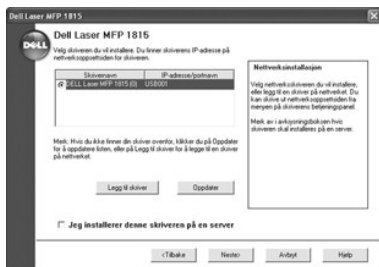 Dell Laser MFP 1815
DELL
Dell Laser MFP 1815
Velg skriveren du vil installere. Du finner skriverens IP-adresse på
nettverksoppsettsiden for skriveren.
Skrivernavn IP-adresse/portnavn
DELL Laser MFP 1815 (0) USB001
Merk: Hvis du ikke finner din skriver ovenfor, klikker du på Oppdater
for å oppdatere listen, eller på Legg til skriver for å legge til en skriver
på nettverket.
Legg til skriver Oppdater
Jeg installerer denne skriveren på en server
Nettverksinstallasjon
Velg nettverksskriveren du vil installere,
eller legg til en skriver på nettverket. Du
kan skrive ut nettverksoppsettsiden fra
menyen på skriverens betjeningspanel.
Merk av i avkrysningsboksen hvis
skriveren skal installeres på en server.
<Tilbake Neste> Avbryt Hjelp